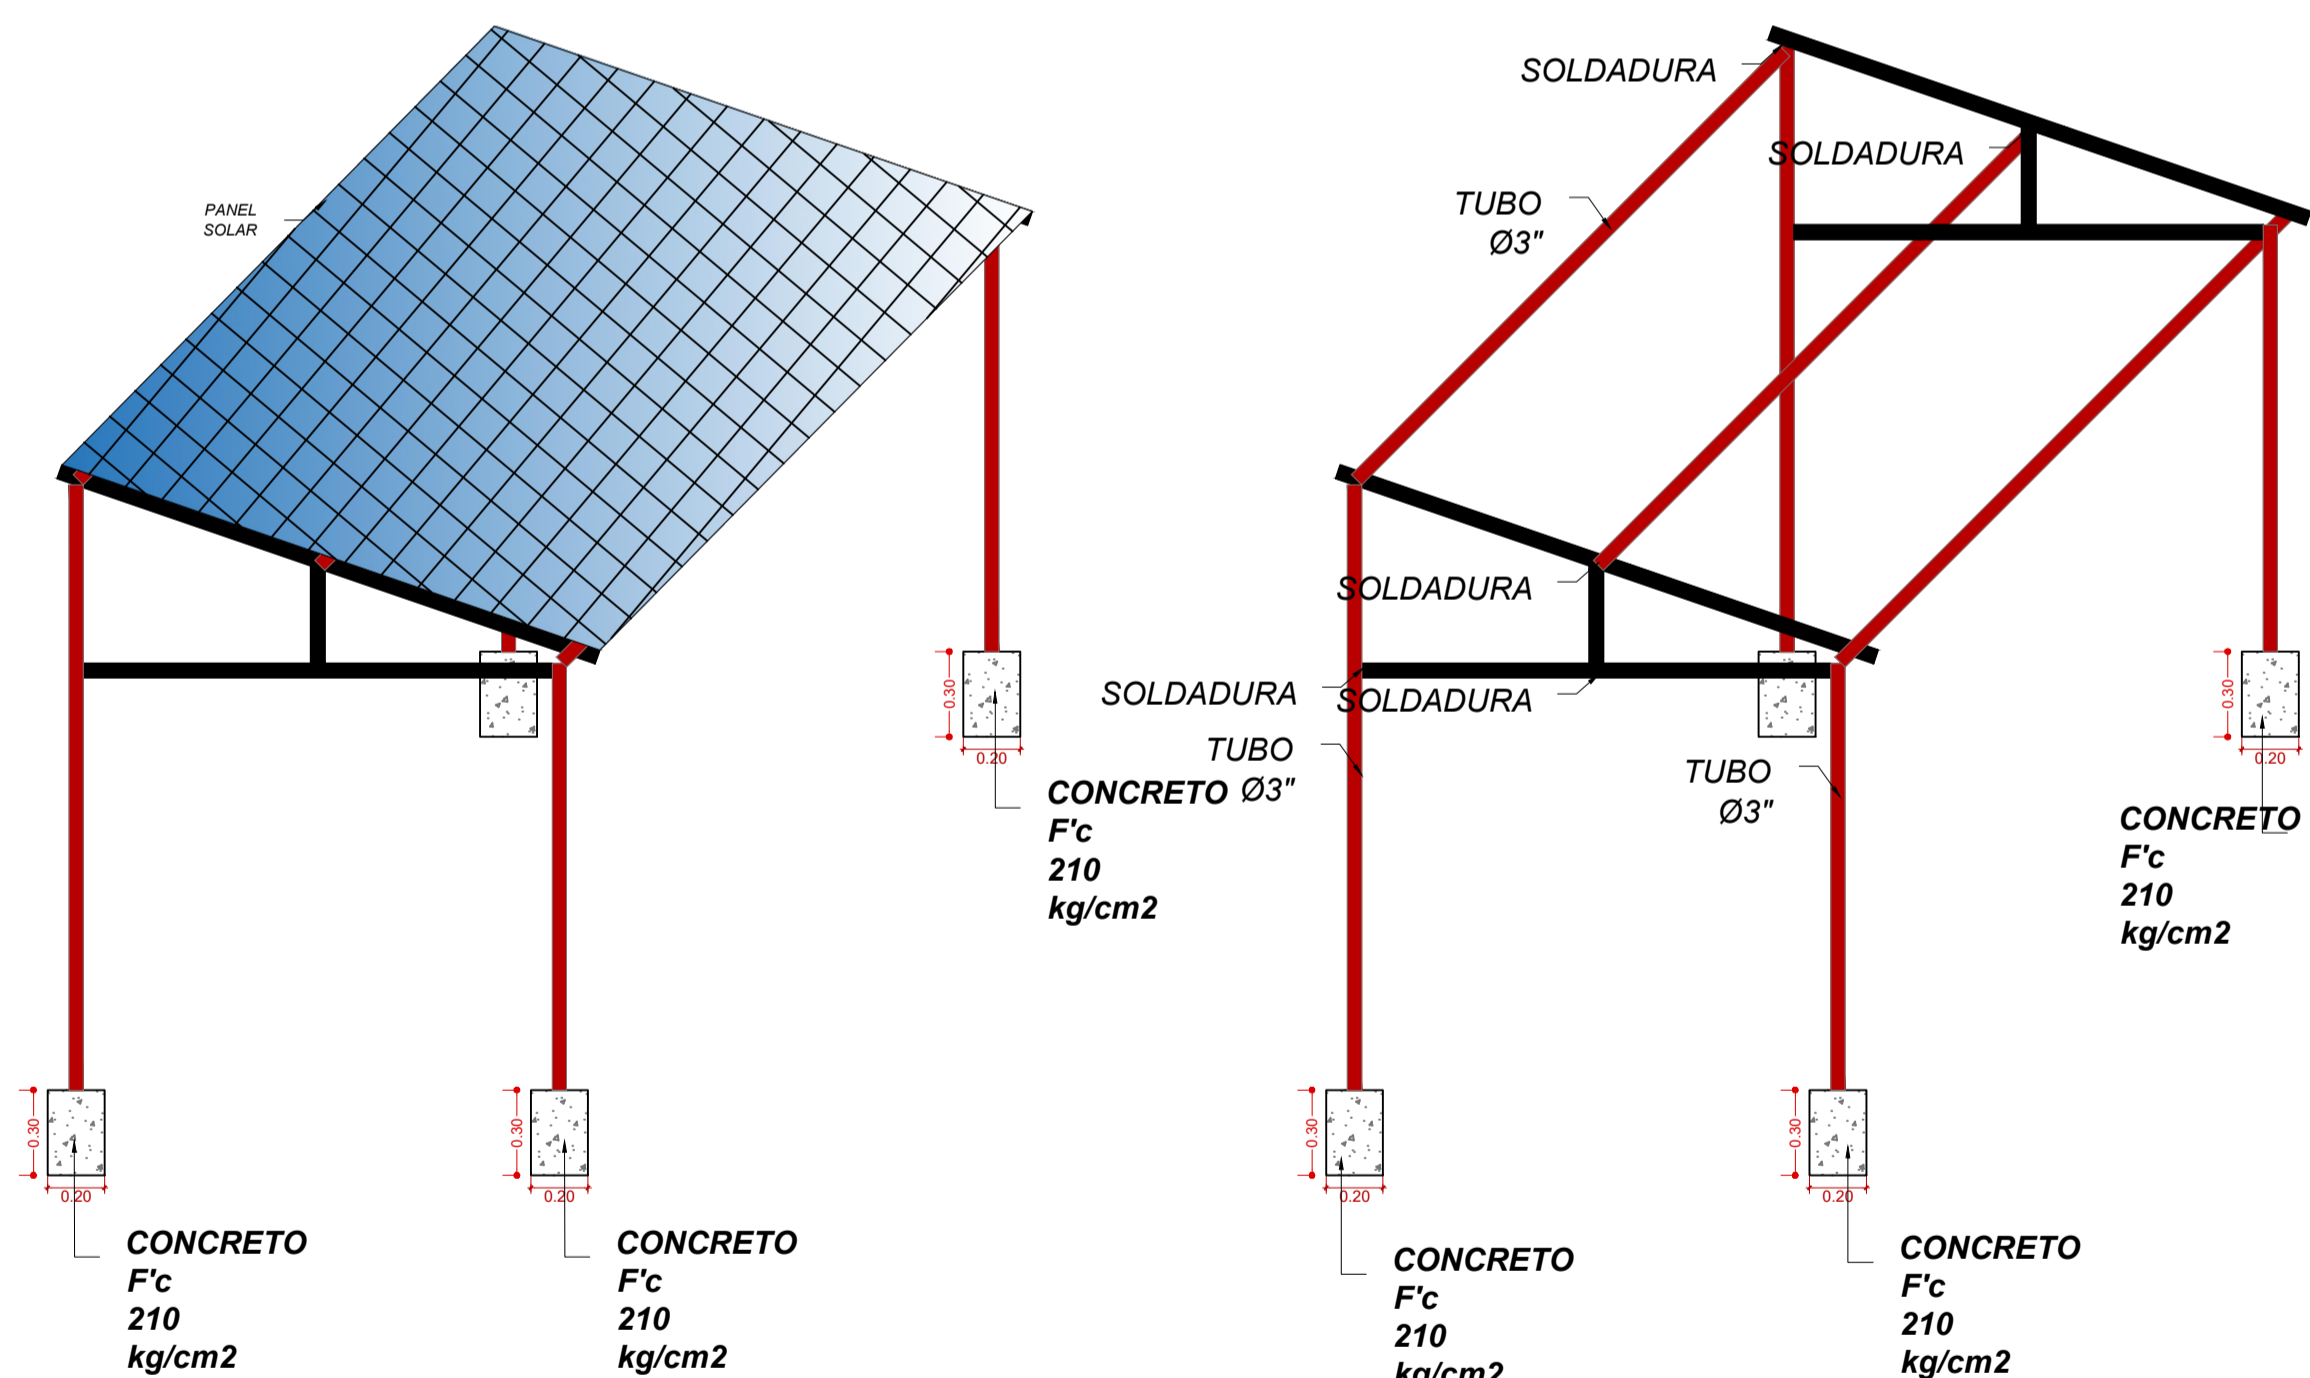 PANEL
SOLAR
0.30
0.20
CONCRETO
F'c
210
kg/cm2
0.30
0.20
CONCRETO
F'c
210
kg/cm2
0.30
0.20
CONCRETO
F'c
210
kg/cm2
SOLDADURA
SOLDADURA
TUBO
Ø3"
SOLDADURA
SOLDADURA
SOLDADURA
TUBO
Ø3"
TUBO
Ø3"
0.30
0.20
CONCRETO
F'c
210
kg/cm2
0.30
0.20
CONCRETO
F'c
210
kg/cm2
0.30
0.20
CONCRETO
F'c
210
kg/cm2